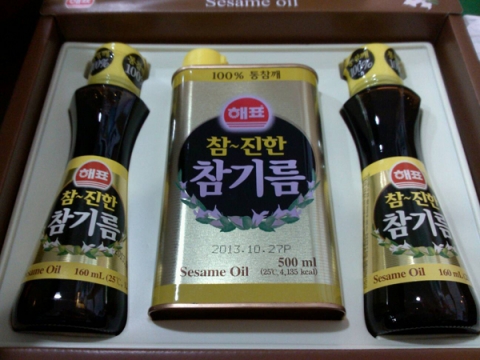 Sesame oil
100%
해표
참~진한
참기름
Sesame Oil
160 mL
100% 통참깨
해표
참~진한
참기름
2013.10.27P
Sesame Oil
500 ml
(25℃ 4,135 kcal)
100%
해표
참~진한
참기름
Sesame Oil
160 mL